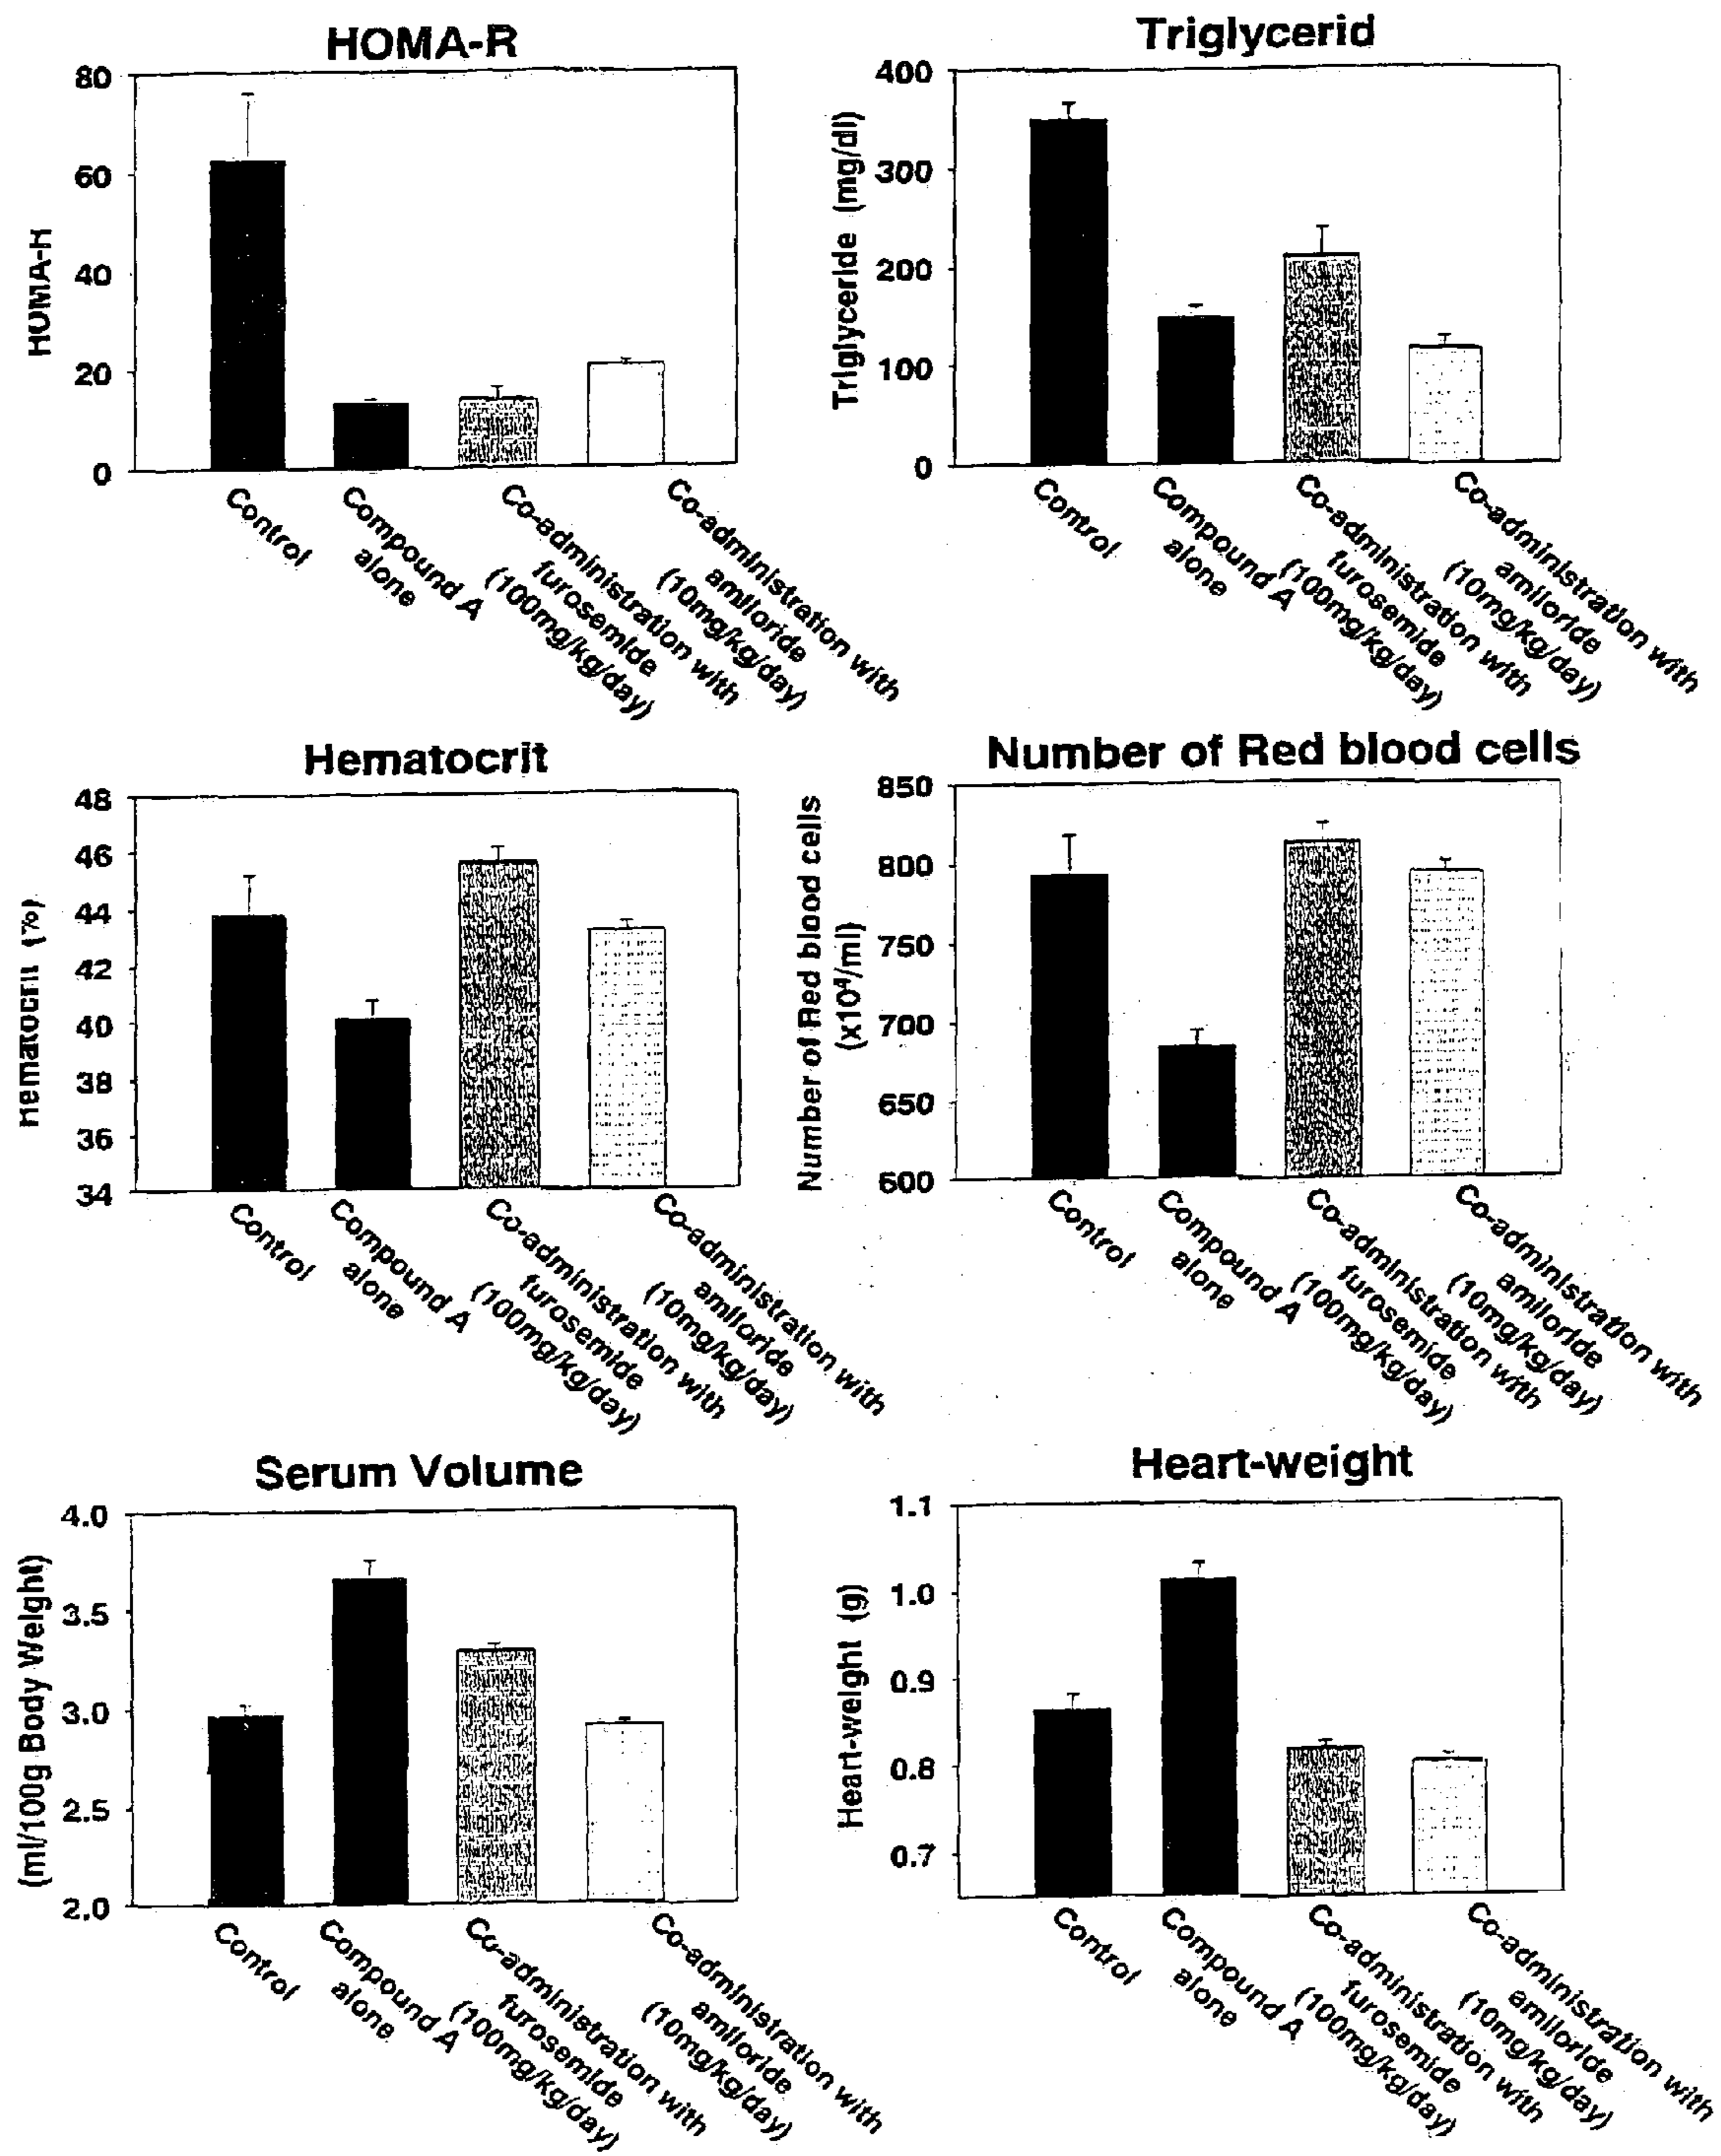 HOMA-R
80
60
40
20
0
HOMA-R
Control
Compound A
alone
Co-administration with
furosemide
(100mg/kg/day)
Co-administration with
amiloride
(10mg/kg/day)
Triglycerid
400
300
200
100
0
Triglyceride (mg/dl)
Control
Compound A
alone
Co-administration with
furosemide
(100mg/kg/day)
Co-administration with
amiloride
(10mg/kg/day)
Hematocrit
48
46
44
42
40
38
36
34
Hematocrit (%)
Control
Compound A
alone
Co-administration with
furosemide
(100mg/kg/day)
Co-administration with
amiloride
(10mg/kg/day)
Number of Red blood cells
850
800
750
700
650
600
Number of Red blood cells
(x10⁴/ml)
Control
Compound A
alone
Co-administration with
furosemide
(100mg/kg/day)
Co-administration with
amiloride
(10mg/kg/day)
Serum Volume
4.0
3.5
3.0
2.5
2.0
(ml/100g Body Weight)
Control
Compound A
alone
Co-administration with
furosemide
(100mg/kg/day)
Co-administration with
amiloride
(10mg/kg/day)
Heart-weight
1.1
1.0
0.9
0.8
0.7
Heart-weight (g)
Control
Compound A
alone
Co-administration with
furosemide
(100mg/kg/day)
Co-administration with
amiloride
(10mg/kg/day)